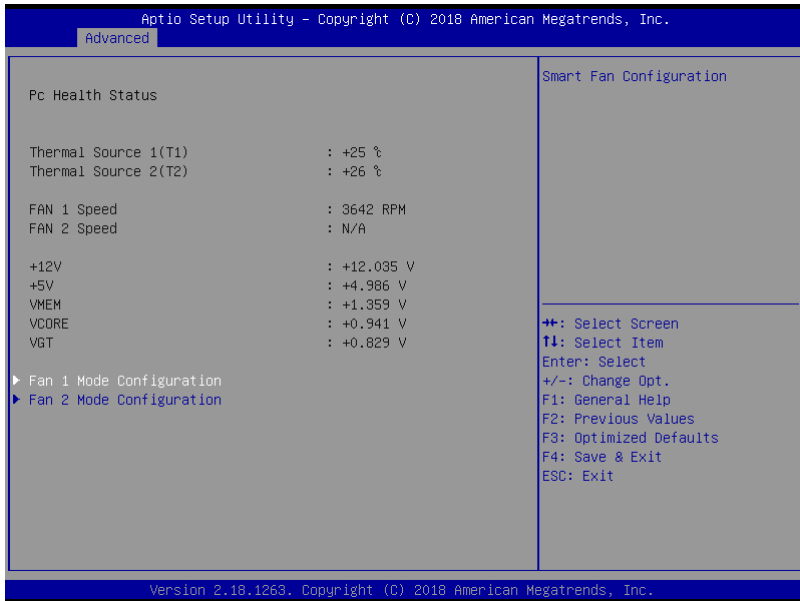 Aptio Setup Utility – Copyright (C) 2018 American Megatrends, Inc.
Advanced
Pc Health Status
Thermal Source 1(T1) : +25 ℃
Thermal Source 2(T2) : +26 ℃
FAN 1 Speed : 3642 RPM
FAN 2 Speed : N/A
+12V : +12.035 V
+5V : +4.986 V
VMEM : +1.359 V
VCORE : +0.941 V
VGT : +0.829 V
▶ Fan 1 Mode Configuration
▶ Fan 2 Mode Configuration
Smart Fan Configuration
→←: Select Screen
↑↓: Select Item
Enter: Select
+/-: Change Opt.
F1: General Help
F2: Previous Values
F3: Optimized Defaults
F4: Save & Exit
ESC: Exit
Version 2.18.1263. Copyright (C) 2018 American Megatrends, Inc.